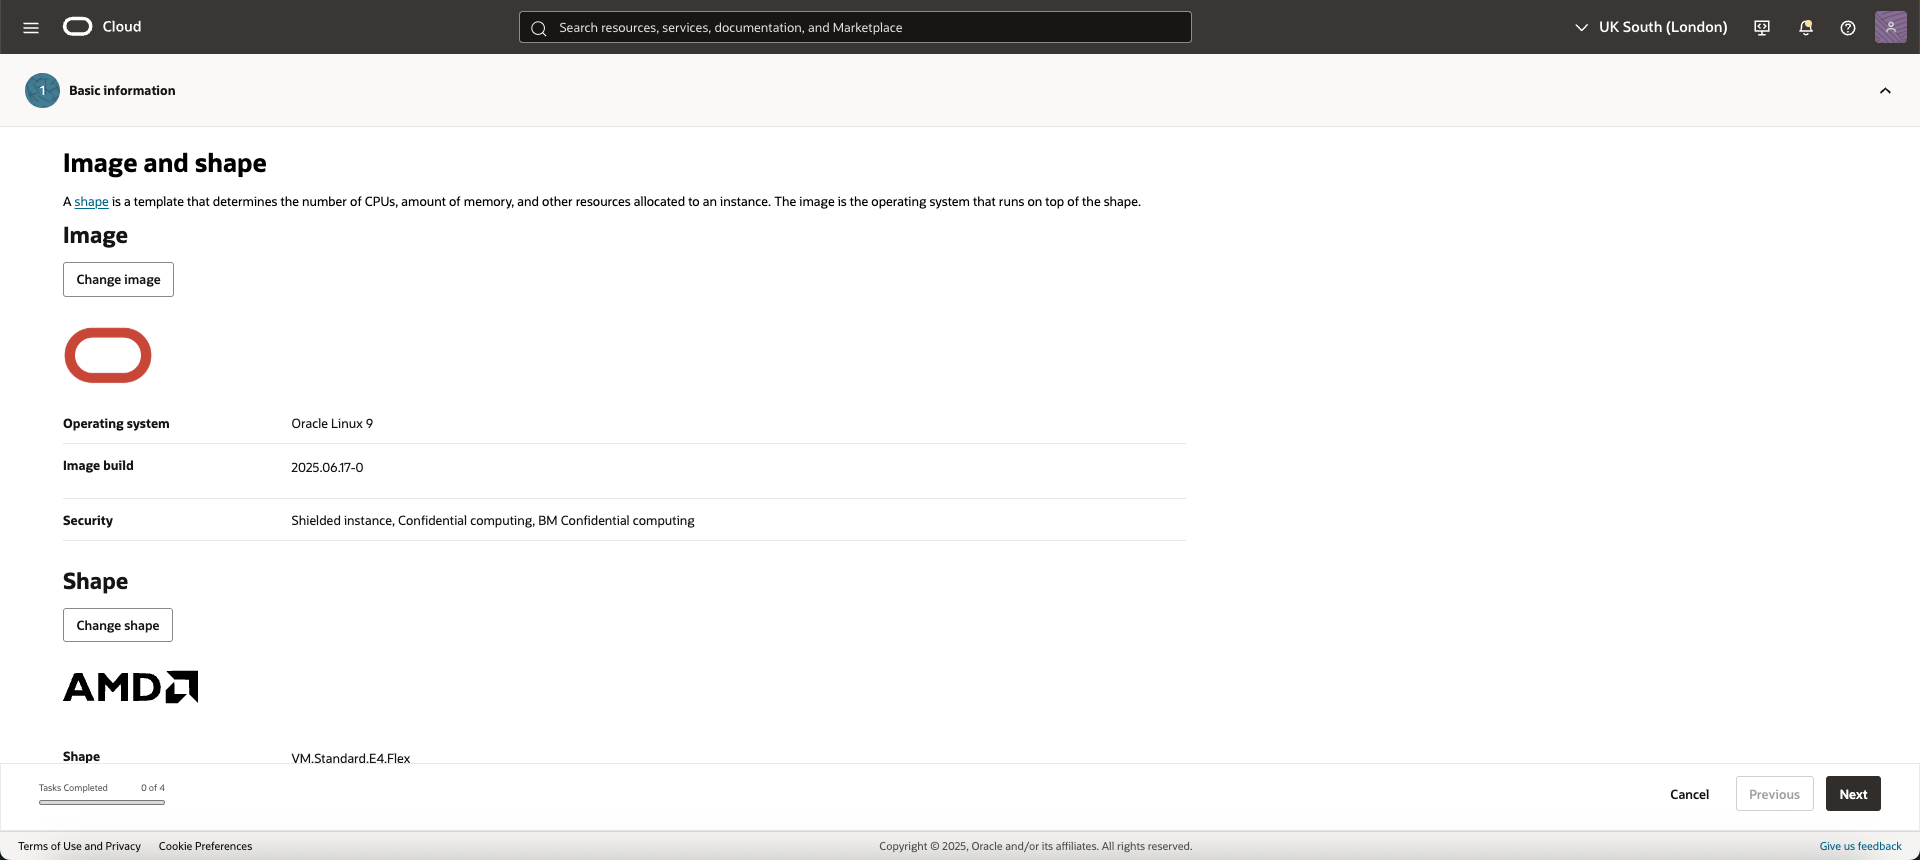 Cloud
Search resources, services, documentation, and Marketplace
UK South (London)
1
Basic information
Image and shape
A shape is a template that determines the number of CPUs, amount of memory, and other resources allocated to an instance. The image is the operating system that runs on top of the shape.
Image
Change image
Operating system Oracle Linux 9
Image build 2025.06.17-0
Security Shielded instance, Confidential computing, BM Confidential computing
Shape
Change shape
AMD
Shape VM.Standard.E4.Flex
Tasks Completed 0 of 4
Cancel Previous Next
Terms of Use and Privacy Cookie Preferences Copyright © 2025, Oracle and/or its affiliates. All rights reserved. Give us feedback